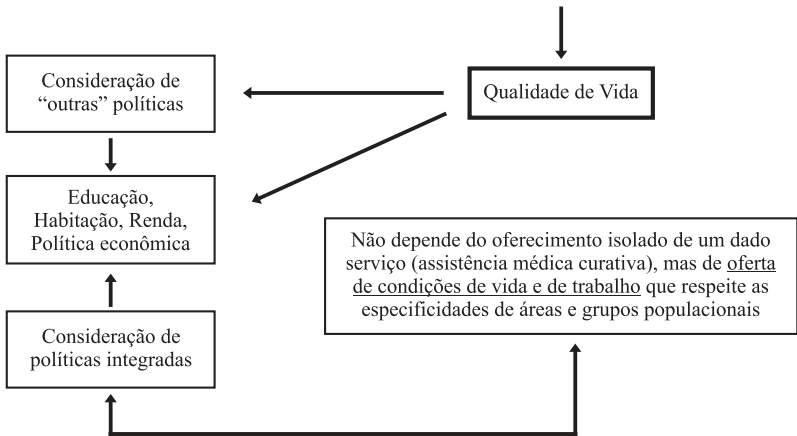 Consideração de
“outras” políticas
Qualidade de Vida
Educação,
Habitação, Renda,
Política econômica
Não depende do oferecimento isolado de um dado
serviço (assistência médica curativa), mas de oferta
de condições de vida e de trabalho que respeite as
especificidades de áreas e grupos populacionais
Consideração de
políticas integradas